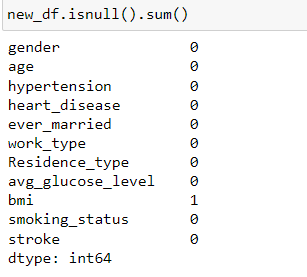 new_df.isnull().sum()
gender 0
age 0
hypertension 0
heart_disease 0
ever_married 0
work_type 0
Residence_type 0
avg_glucose_level 0
bmi 1
smoking_status 0
stroke 0
dtype: int64